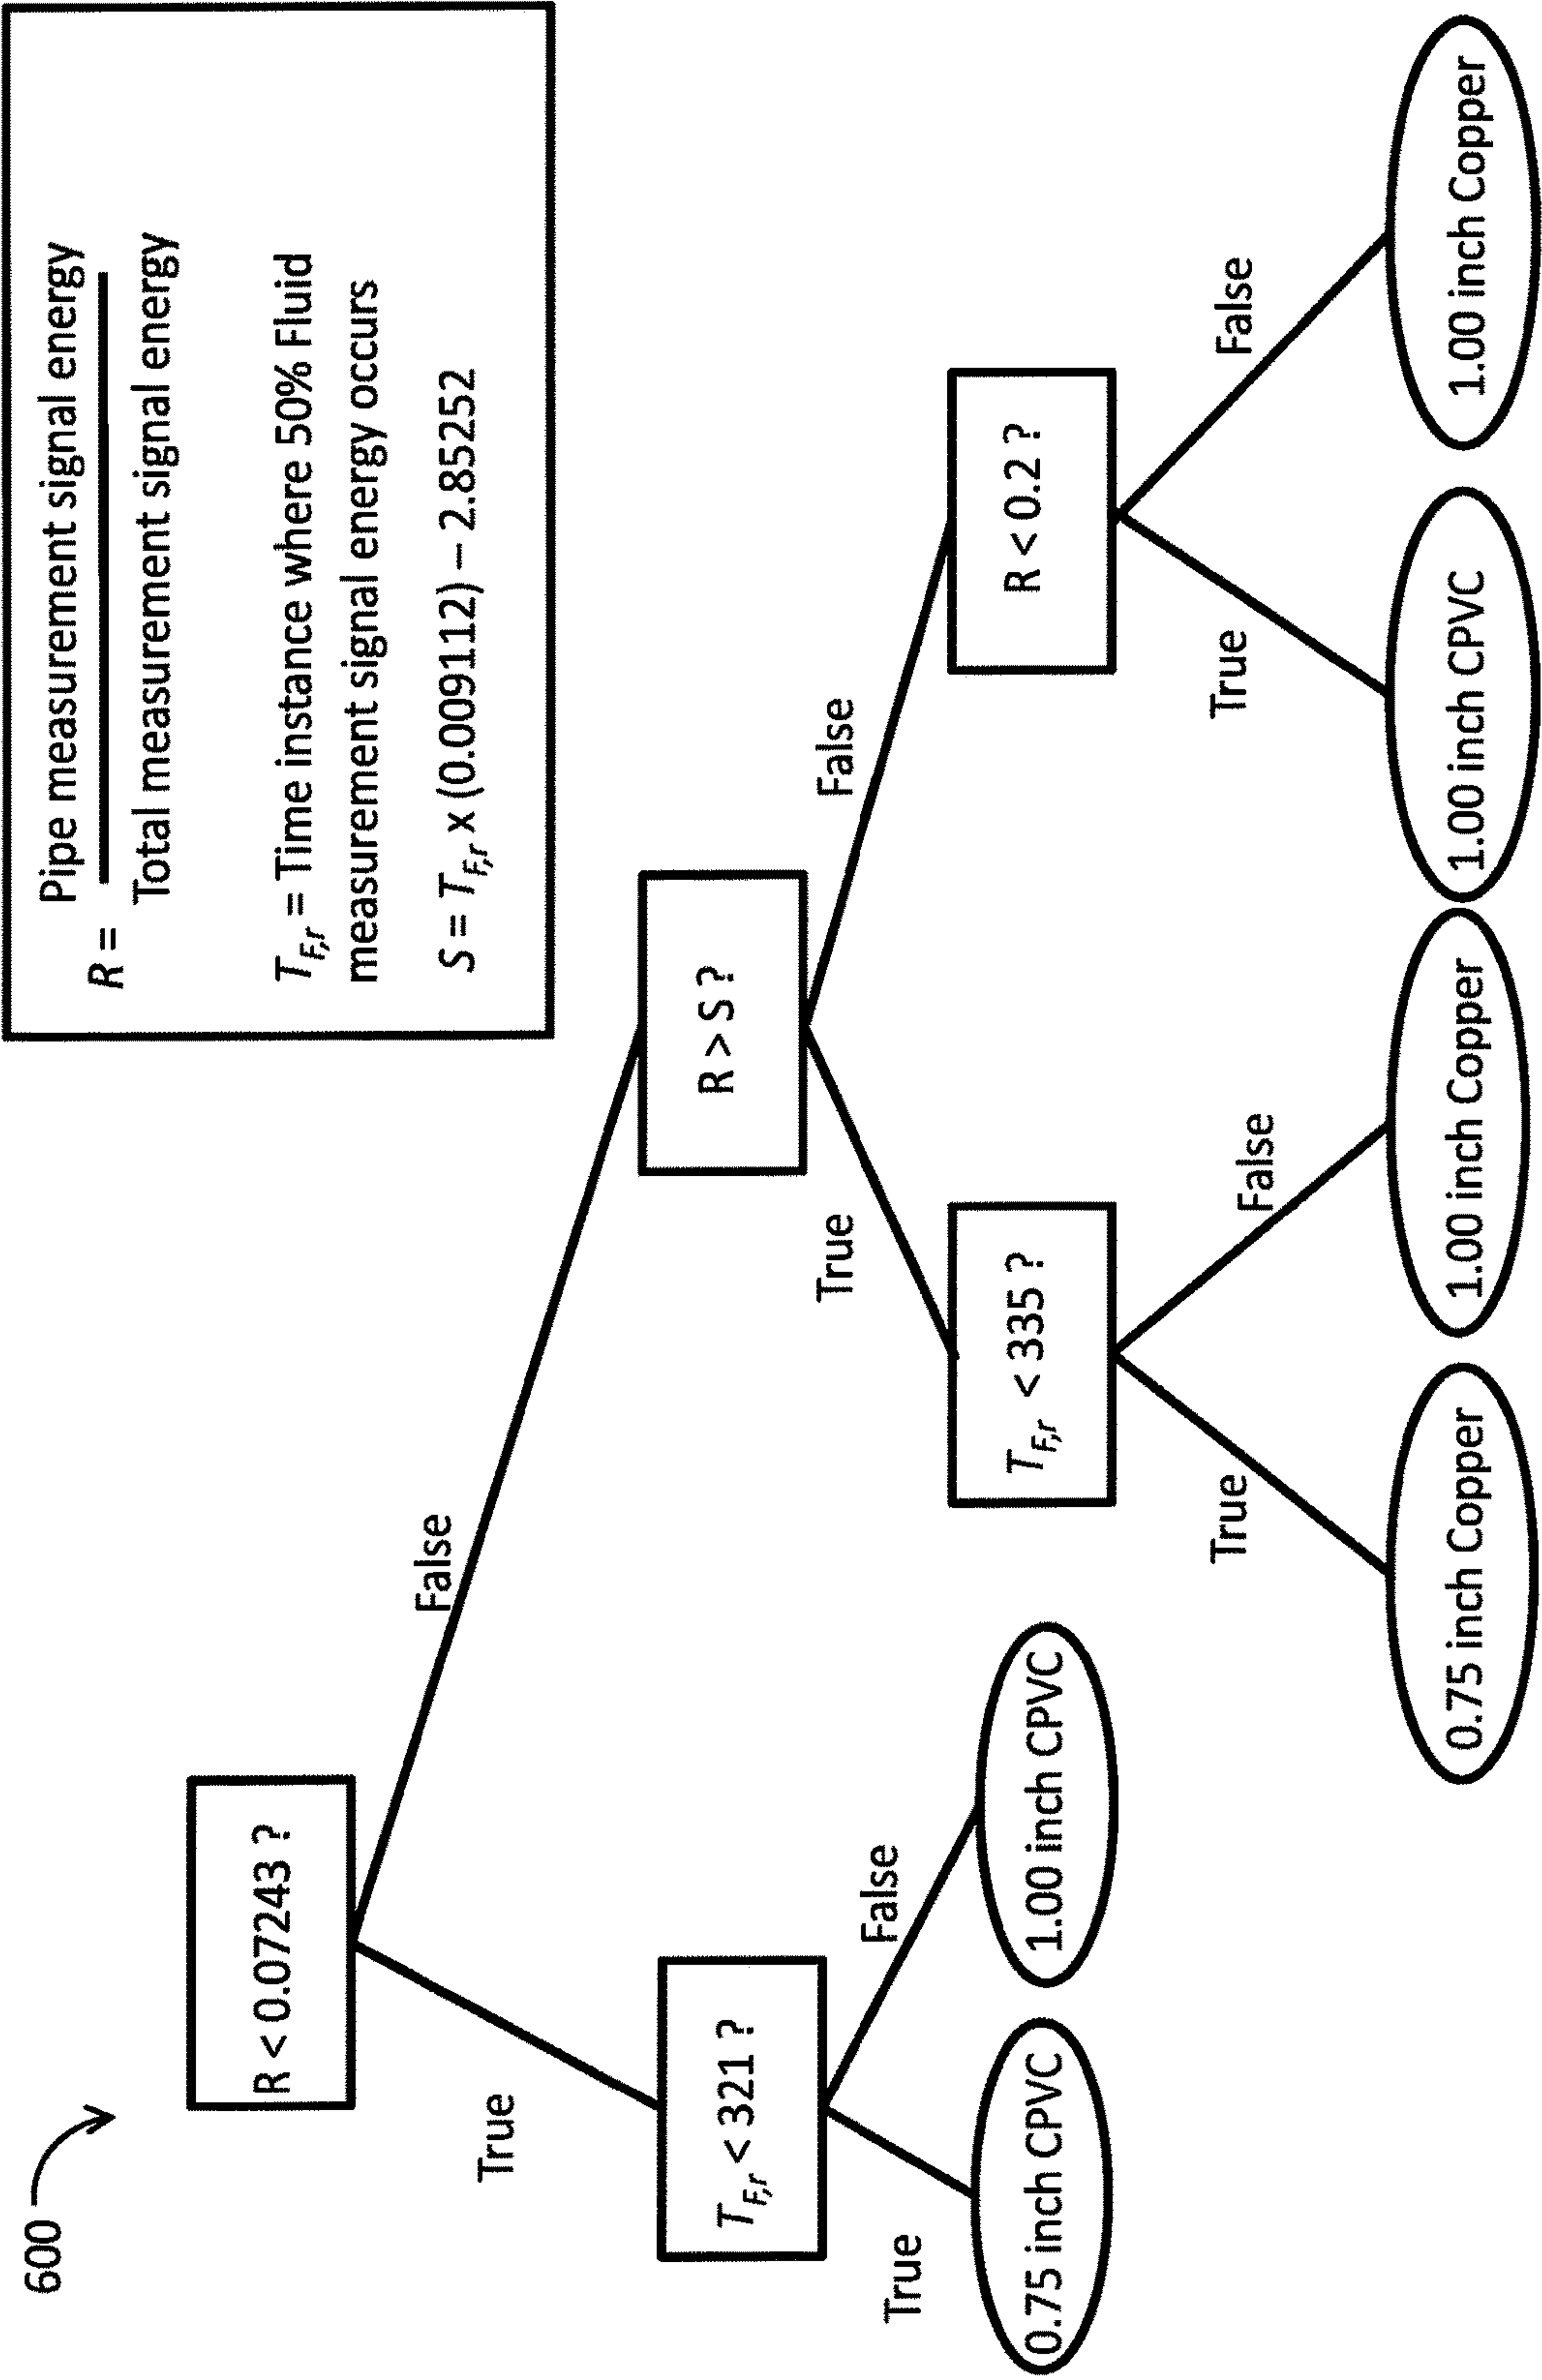 600
Pipe measurement signal energy
R =
Total measurement signal energy
T_F,r = Time instance where 50% Fluid
measurement signal energy occurs
S = T_F,r x (0.009112) – 2.85252
R < 0.07243 ?
True
False
T_F,r < 321 ?
R > S ?
True
False
True
False
0.75 inch CPVC
1.00 inch CPVC
T_F,r < 335 ?
R < 0.2 ?
True
False
True
False
0.75 inch Copper
1.00 inch Copper
1.00 inch CPVC
1.00 inch Copper